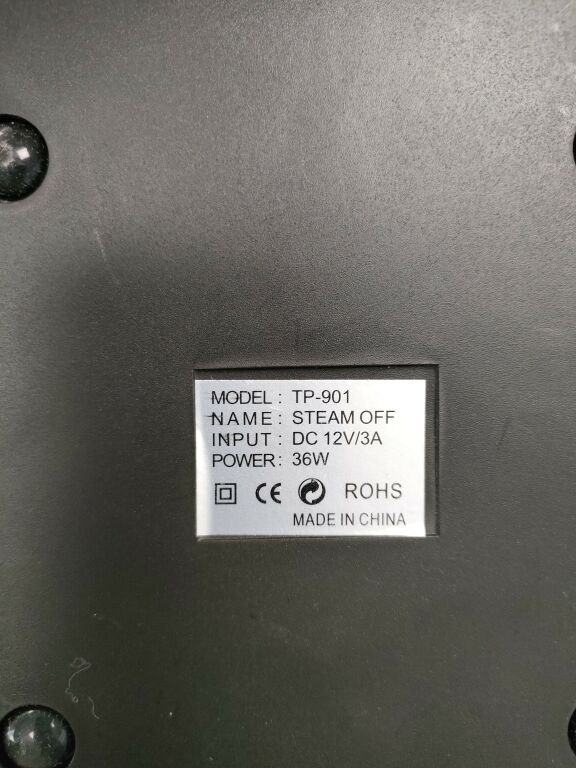 MODEL: TP-901
NAME: STEAM OFF
INPUT: DC 12V/3A
POWER: 36W
CE ROHS
MADE IN CHINA